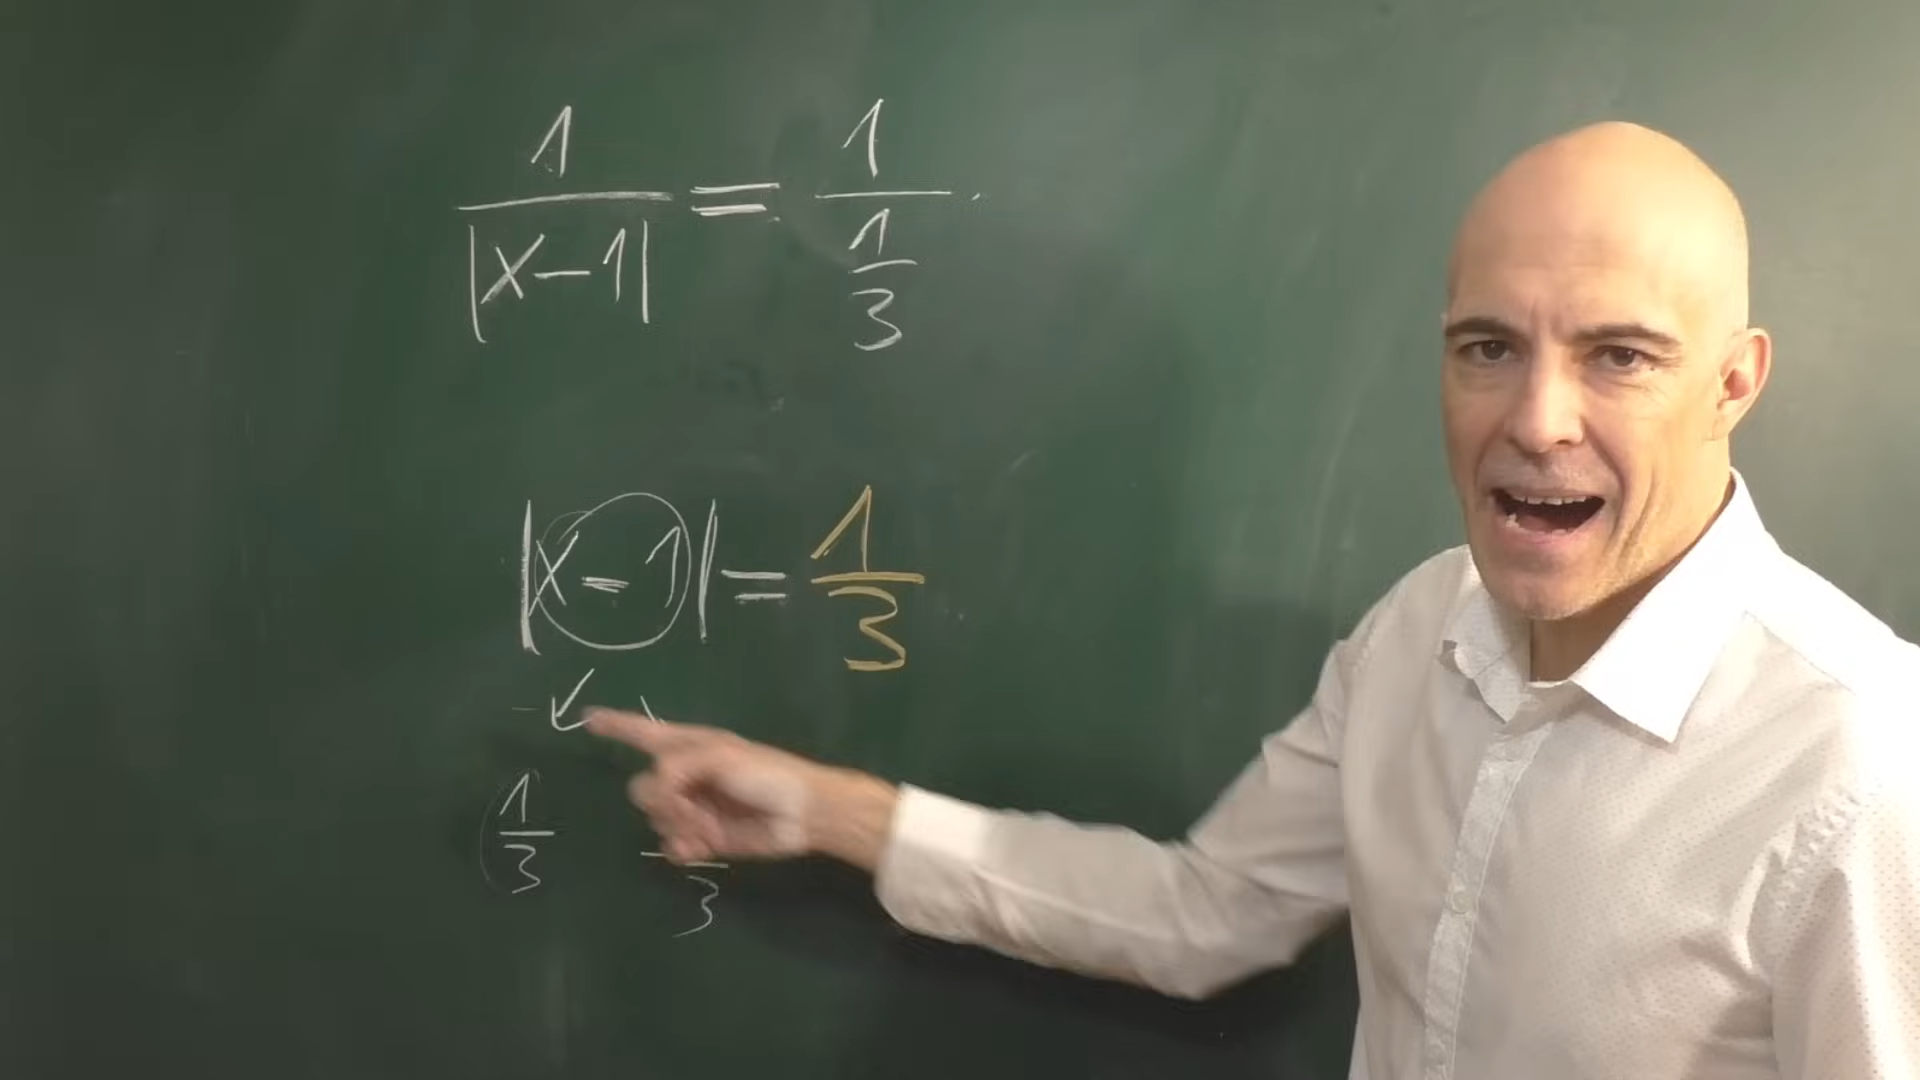 1/|x-1| = 1/(1/3)
|x-1| = 1/3
1/3 -/3